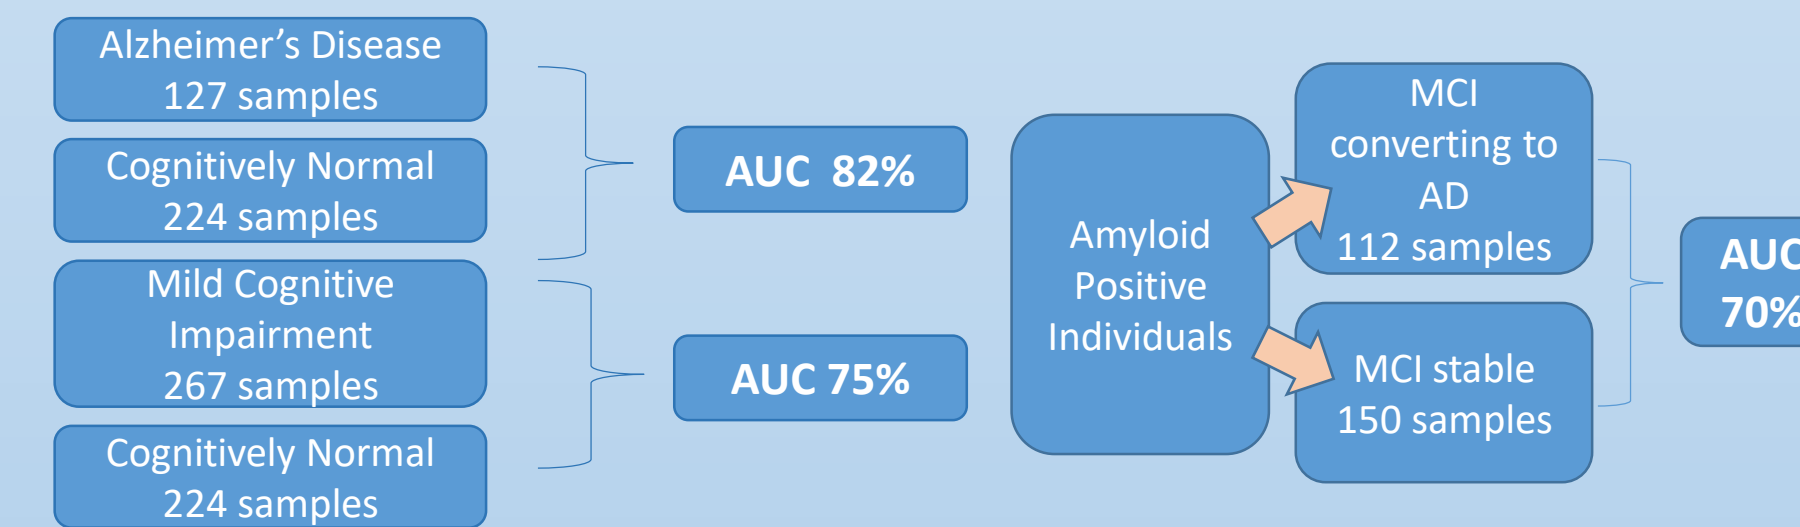 Alzheimer’s Disease
127 samples
Cognitively Normal
224 samples
AUC  82%
Mild Cognitive
Impairment
267 samples
Cognitively Normal
224 samples
AUC 75%
Amyloid
Positive
Individuals
MCI
converting to
AD
112 samples
MCI stable
150 samples
AUC
70%